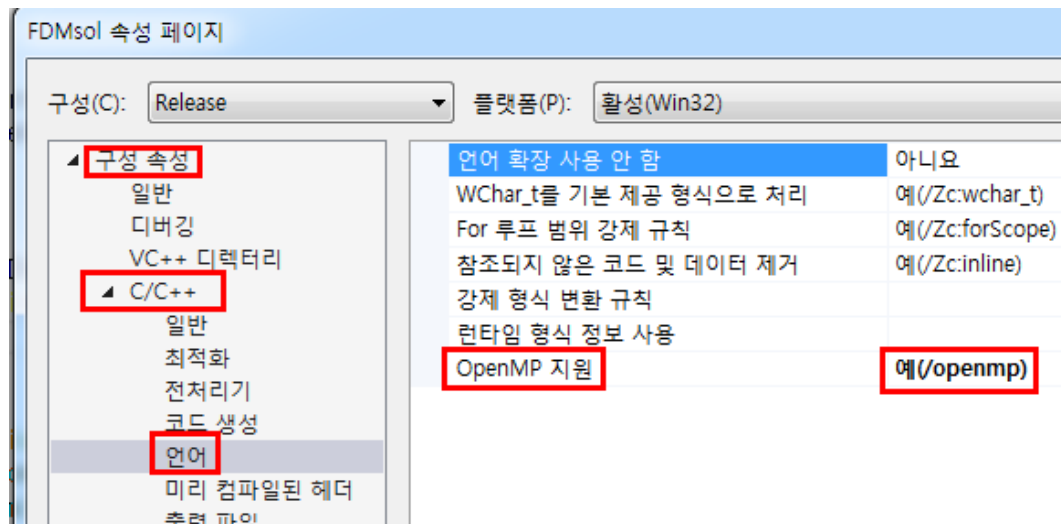 FDMsol 속성 페이지
구성(C): Release 플랫폼(P): 활성(Win32)
구성 속성
일반
디버깅
VC++ 디렉터리
C/C++
일반
최적화
전처리기
코드 생성
언어
미리 컴파일된 헤더
출력 파일
언어 확장 사용 안 함 아니요
WChar_t를 기본 제공 형식으로 처리 예(/Zc:wchar_t)
For 루프 범위 강제 규칙 예(/Zc:forScope)
참조되지 않은 코드 및 데이터 제거 예(/Zc:inline)
강제 형식 변환 규칙
런타임 형식 정보 사용
OpenMP 지원 예(/openmp)